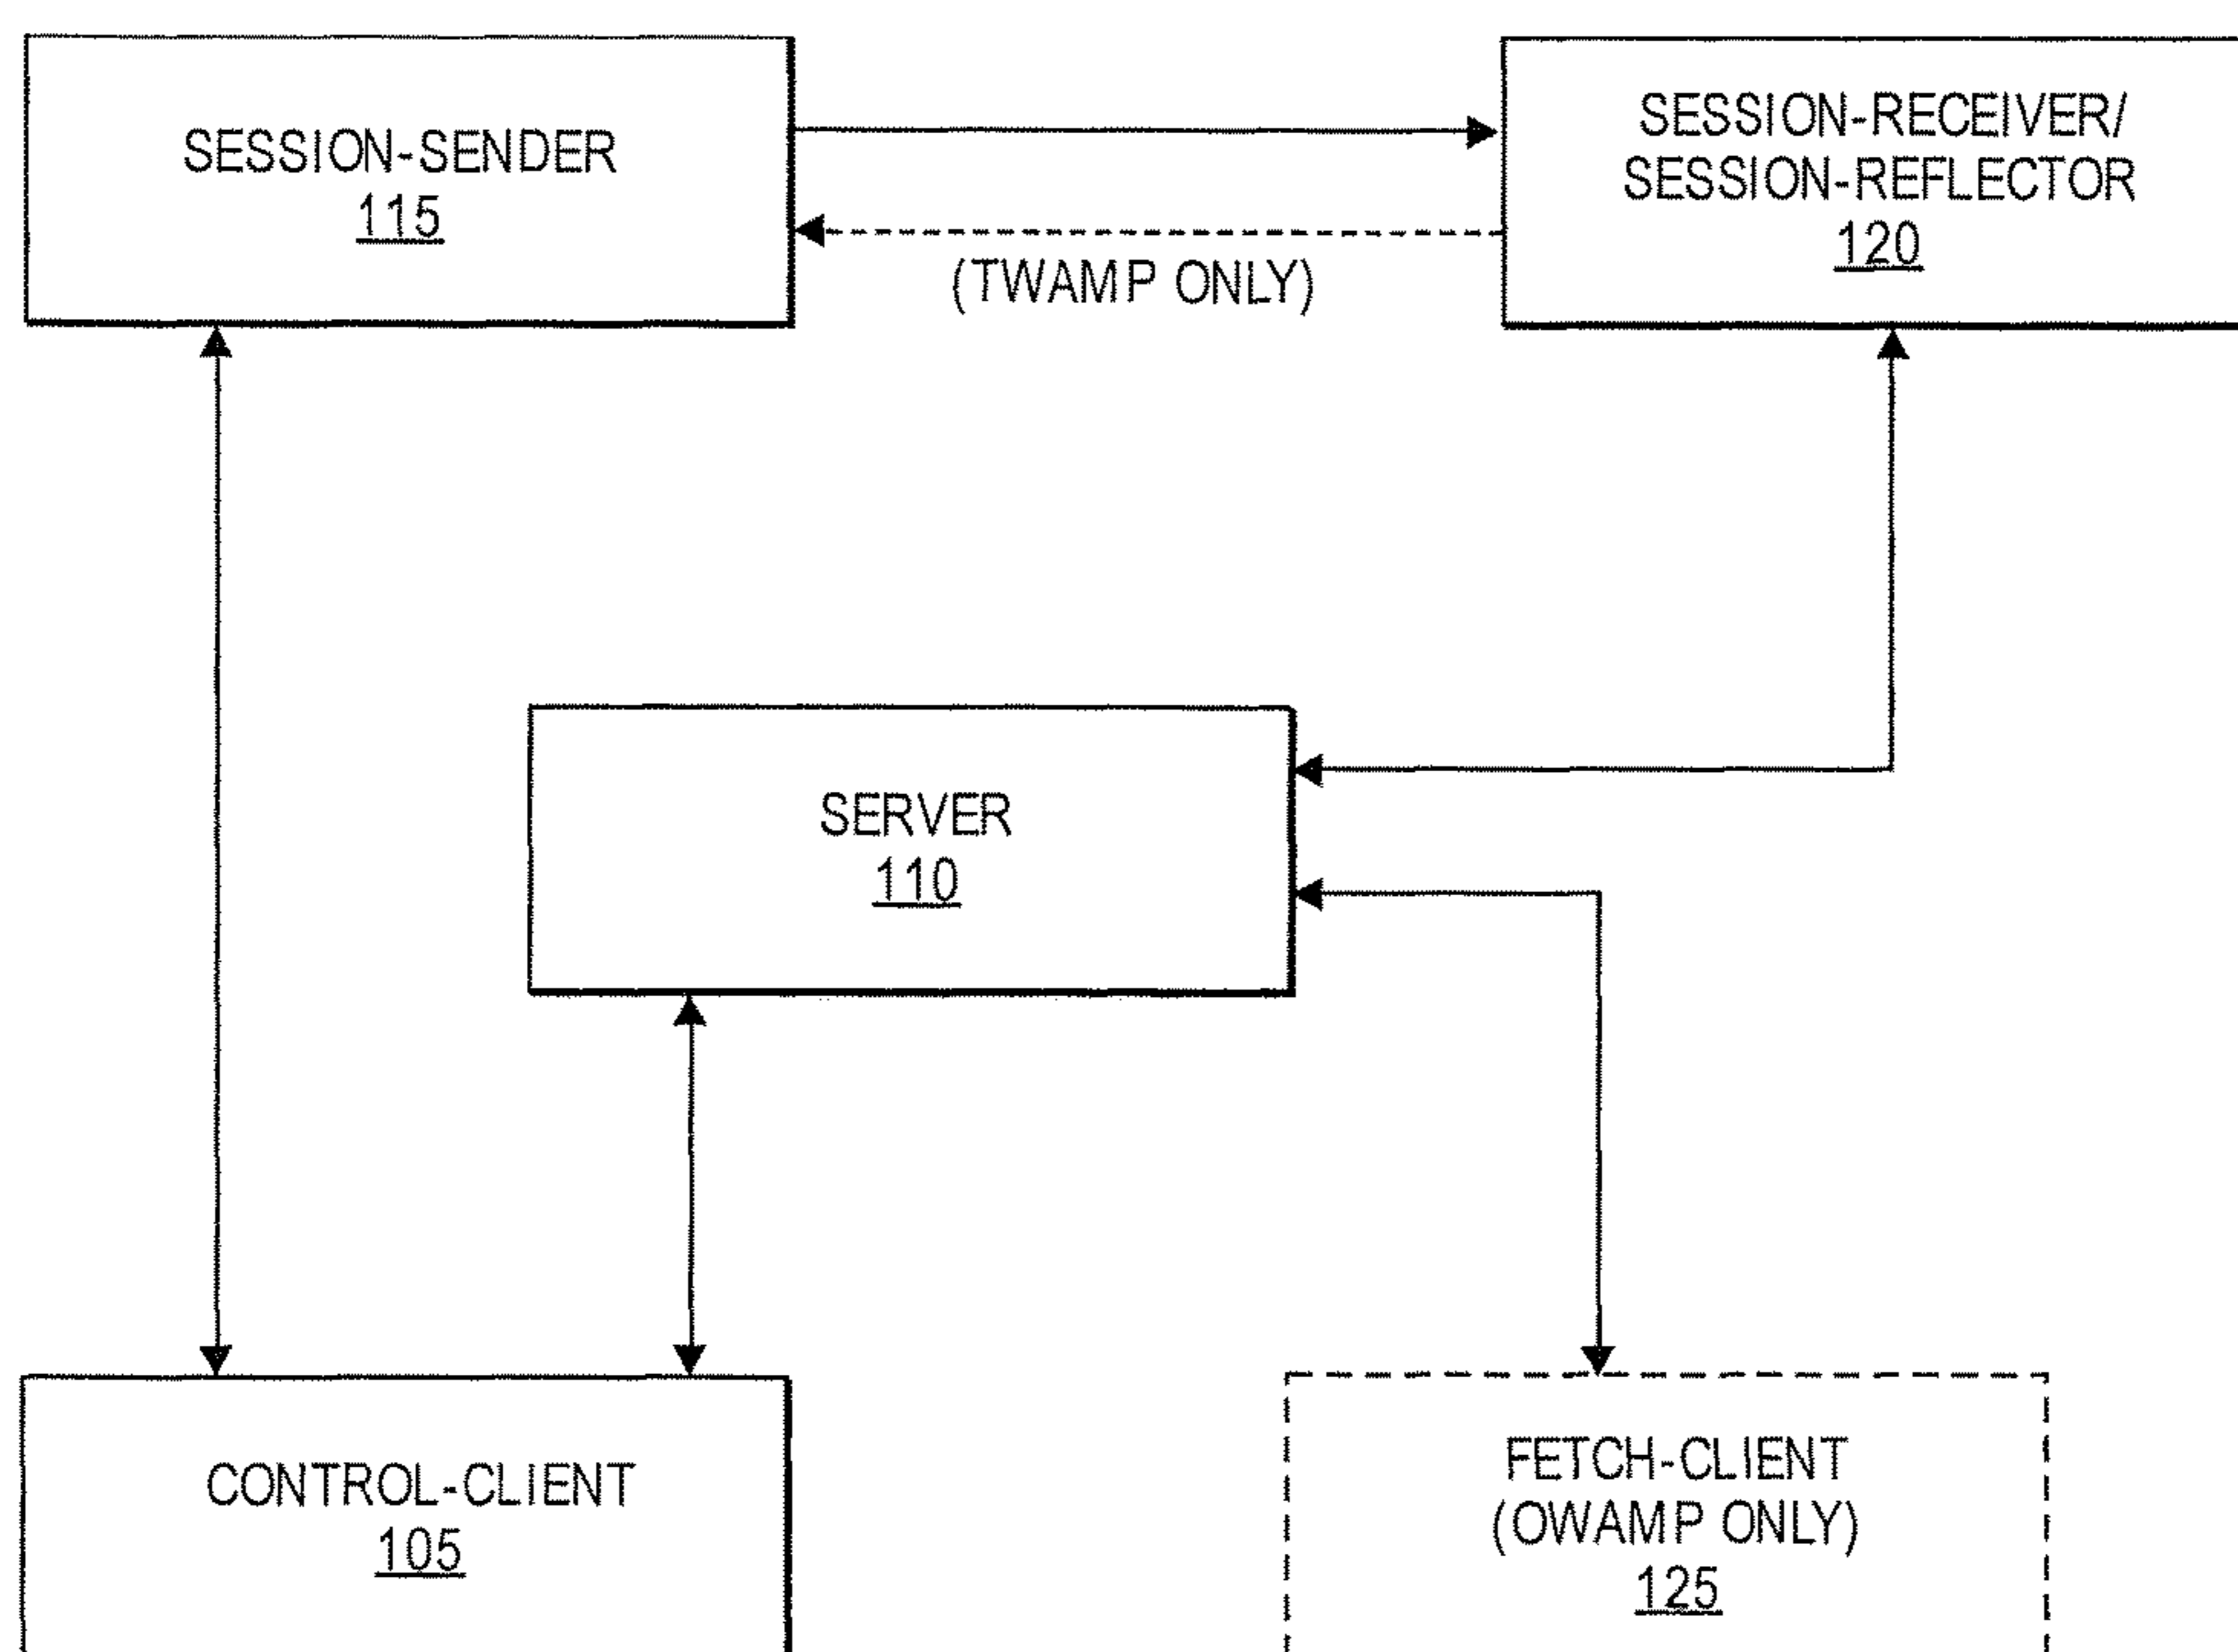 SESSION-SENDER
115
SESSION-RECEIVER/
SESSION-REFLECTOR
120
(TWAMP ONLY)
SERVER
110
CONTROL-CLIENT
105
FETCH-CLIENT
(OWAMP ONLY)
125